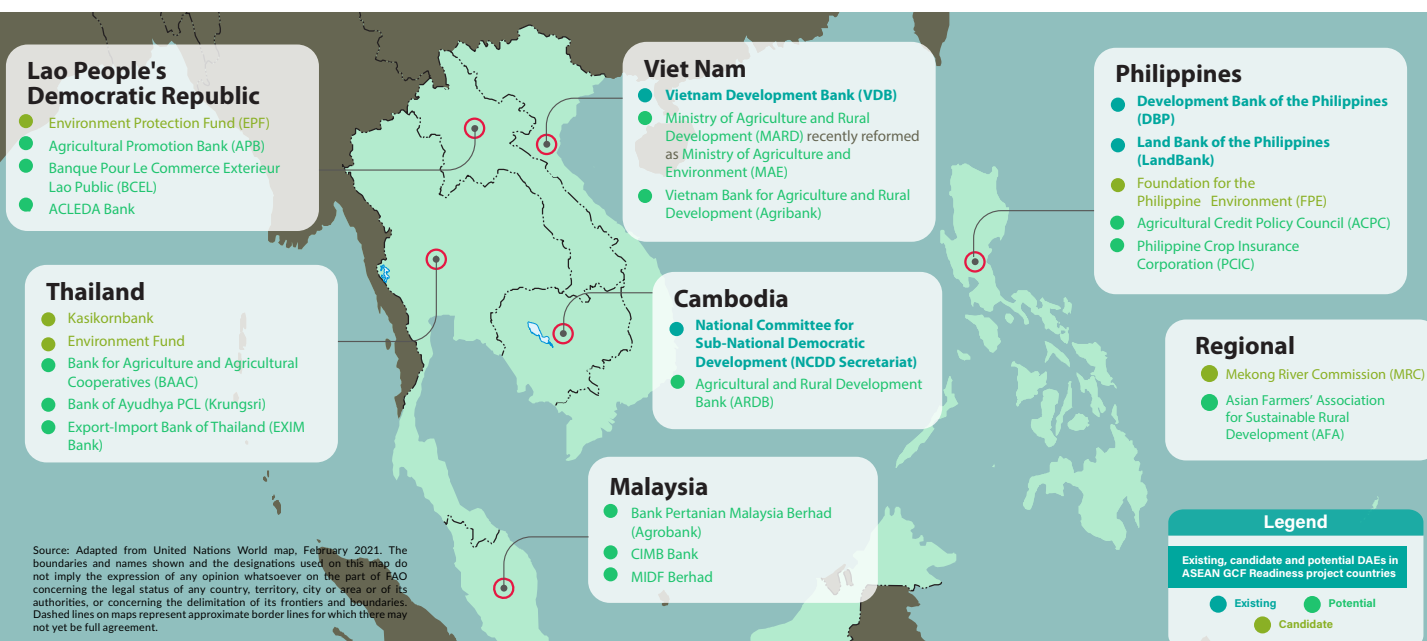 Lao People's
Democratic Republic
Environment Protection Fund (EPF)
Agricultural Promotion Bank (APB)
Banque Pour Le Commerce Exterieur
Lao Public (BCEL)
ACLEDA Bank
Viet Nam
Vietnam Development Bank (VDB)
Ministry of Agriculture and Rural
Development (MARD) recently reformed
as Ministry of Agriculture and
Environment (MAE)
Vietnam Bank for Agriculture and Rural
Development (Agribank)
Philippines
Development Bank of the Philippines
(DBP)
Land Bank of the Philippines
(LandBank)
Foundation for the
Philippine Environment (FPE)
Agricultural Credit Policy Council (ACPC)
Philippine Crop Insurance
Corporation (PCIC)
Thailand
Kasikornbank
Environment Fund
Bank for Agriculture and Agricultural
Cooperatives (BAAC)
Bank of Ayudhya PCL (Krungsri)
Export-Import Bank of Thailand (EXIM
Bank)
Cambodia
National Committee for
Sub-National Democratic
Development (NCDD Secretariat)
Agricultural and Rural Development
Bank (ARDB)
Regional
Mekong River Commission (MRC)
Asian Farmers' Association
for Sustainable Rural
Development (AFA)
Malaysia
Bank Pertanian Malaysia Berhad
(Agrobank)
CIMB Bank
MIDF Berhad
Source: Adapted from United Nations World map, February 2021. The
boundaries and names shown and the designations used on this map do
not imply the expression of any opinion whatsoever on the part of FAO
concerning the legal status of any country, territory, city or area or of its
authorities, or concerning the delimitation of its frontiers and boundaries.
Dashed lines on maps represent approximate border lines for which there may
not yet be full agreement.
Legend
Existing, candidate and potential DAEs in
ASEAN GCF Readiness project countries
Existing
Potential
Candidate